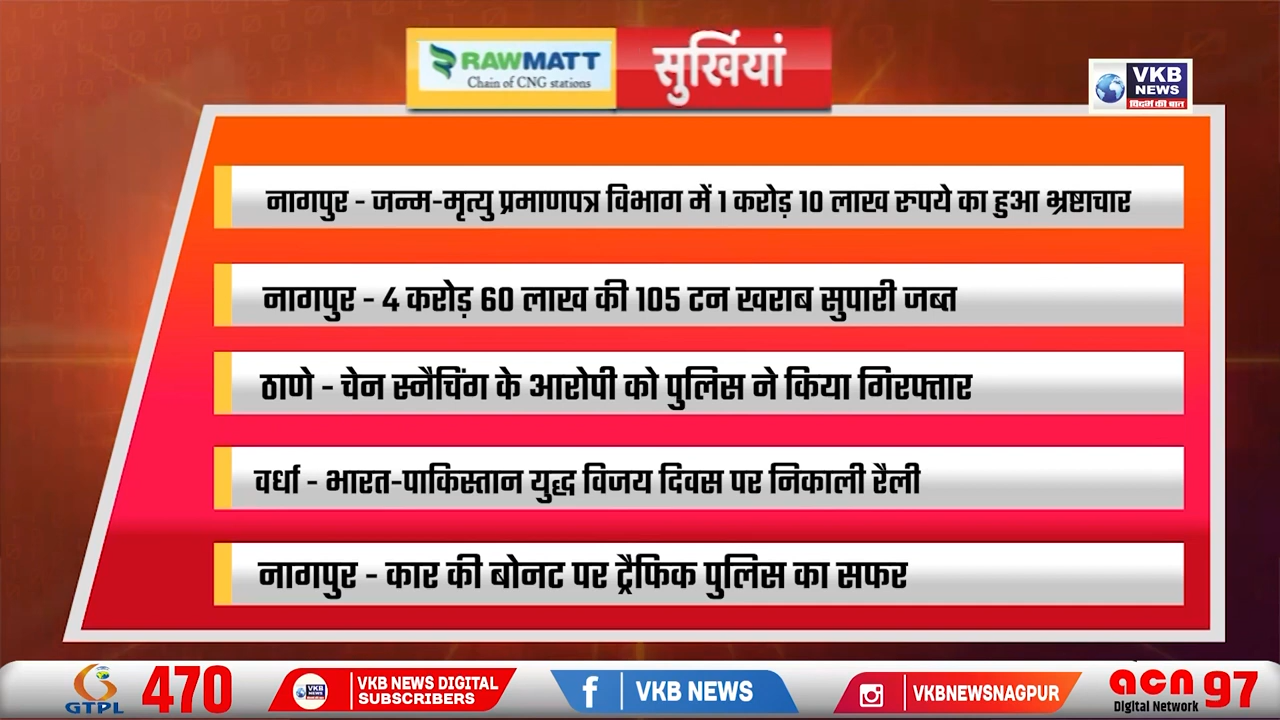 RAWMATT
Chain of CNG stations
सुर्खियां
VKB
NEWS
विदर्भ की बात
नागपुर - जन्म-मृत्यु प्रमाणपत्र विभाग में 1 करोड़ 10 लाख रुपये का हुआ भ्रष्टाचार
नागपुर - 4 करोड़ 60 लाख की 105 टन खराब सुपारी जब्त
ठाणे - चेन स्नैचिंग के आरोपी को पुलिस ने किया गिरफ्तार
वर्धा - भारत-पाकिस्तान युद्ध विजय दिवस पर निकाली रैली
नागपुर - कार की बोनट पर ट्रैफिक पुलिस का सफर
GTPL
470
VKB
NEWS
VKB NEWS DIGITAL
SUBSCRIBERS
f
VKB NEWS
VKBNEWSNAGPUR
acn
Digital Network
97